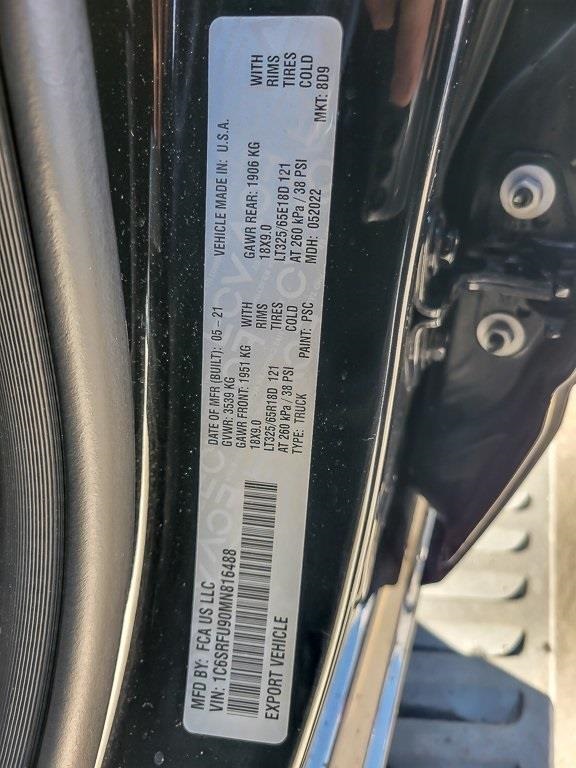 MFD BY: FCA US LLC
VIN: 1C6SRFU90MN816488
EXPORT VEHICLE
DATE OF MFR (BUILT): 05 - 21
GVWR: 3539 KG
GAWR FRONT: 1951 KG WITH
18X9.0 RIMS
LT325/65R18D 121 TIRES
AT 260 kPa / 38 PSI COLD
TYPE: TRUCK PAINT: PSC
VEHICLE MADE IN: U.S.A.
GAWR REAR: 1906 KG WITH
18X9.0 RIMS
LT325/65E18D 121 TIRES
AT 260 kPa / 38 PSI COLD
MDH: 052022 MKT: 8D9